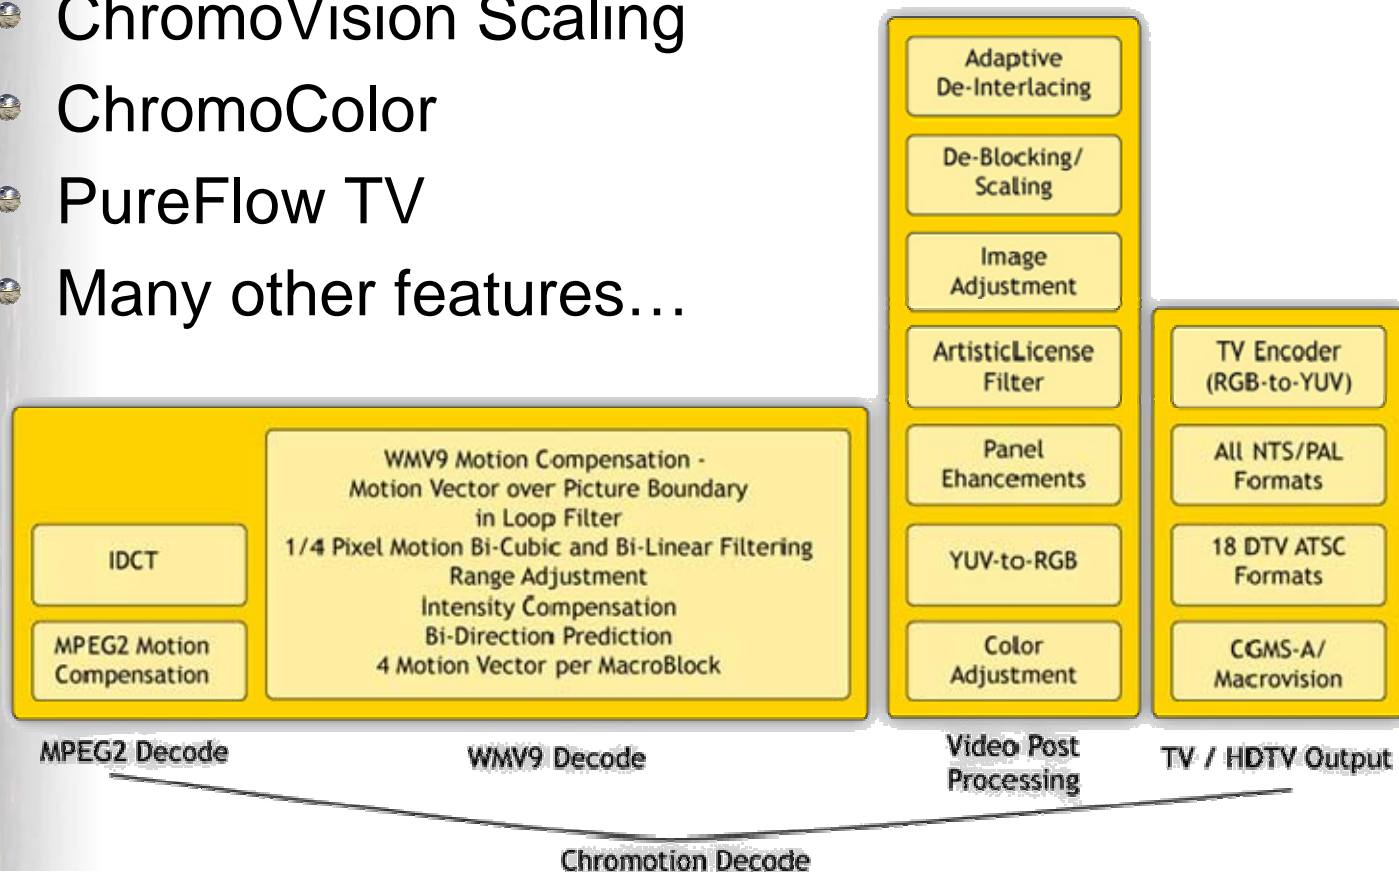 ChromoVision Scaling
ChromoColor
PureFlow TV
Many other features…
Adaptive
De-Interlacing
De-Blocking/
Scaling
Image
Adjustment
ArtisticLicense
Filter
Panel
Ehancements
YUV-to-RGB
Color
Adjustment
TV Encoder
(RGB-to-YUV)
All NTS/PAL
Formats
18 DTV ATSC
Formats
CGMS-A/
Macrovision
IDCT
MPEG2 Motion
Compensation
WMV9 Motion Compensation -
Motion Vector over Picture Boundary
in Loop Filter
1/4 Pixel Motion Bi-Cubic and Bi-Linear Filtering
Range Adjustment
Intensity Compensation
Bi-Direction Prediction
4 Motion Vector per MacroBlock
MPEG2 Decode
WMV9 Decode
Video Post
Processing
TV / HDTV Output
Chromotion Decode